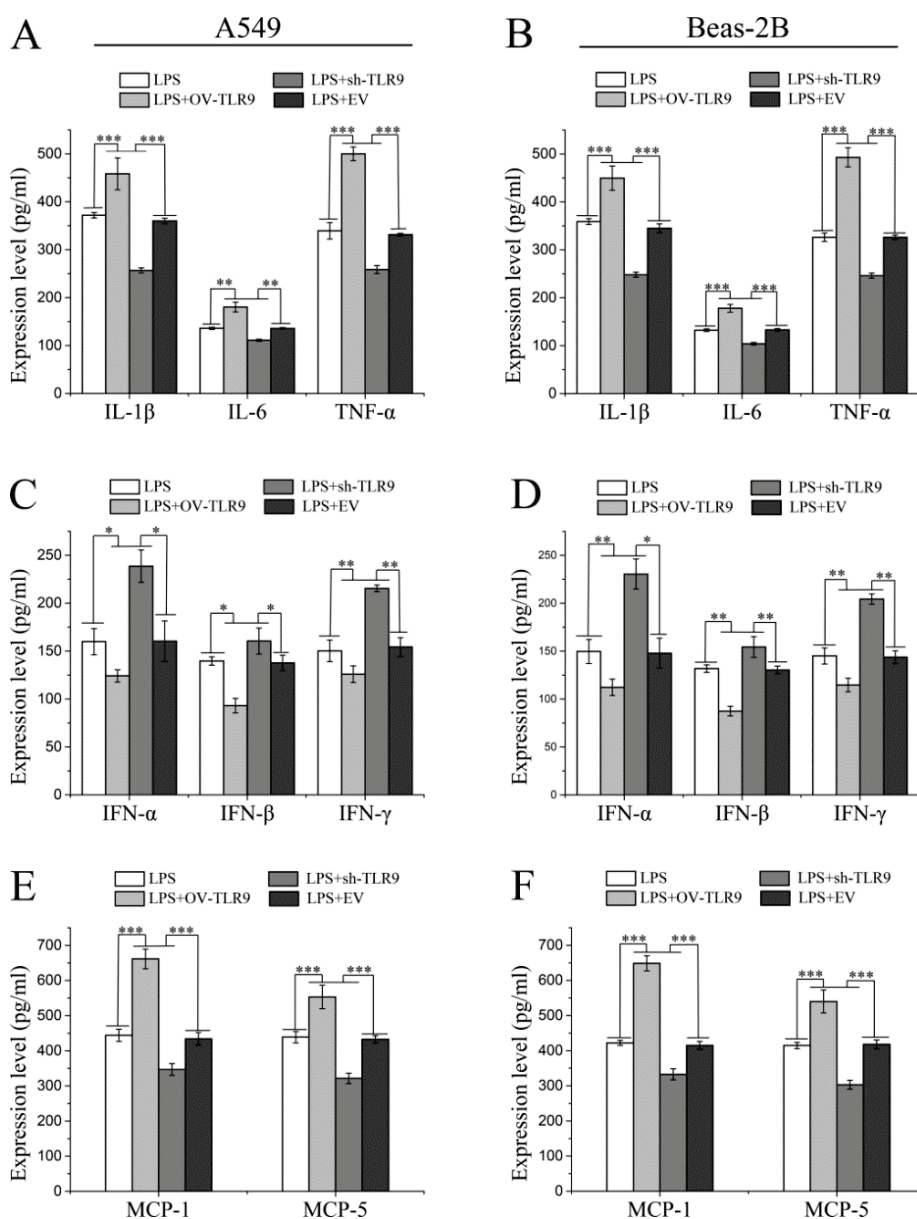 A549
Beas-2B
A
LPS
LPS+sh-TLR9
LPS+OV-TLR9
LPS+EV
Expression level (pg/ml)
500
400
300
200
100
0
***
***
**
**
***
***
IL-1β
IL-6
TNF-α
B
LPS
LPS+sh-TLR9
LPS+OV-TLR9
LPS+EV
Expression level (pg/ml)
500
400
300
200
100
0
***
***
***
***
***
***
IL-1β
IL-6
TNF-α
C
LPS
LPS+sh-TLR9
LPS+OV-TLR9
LPS+EV
Expression level (pg/ml)
250
200
150
100
50
0
*
*
*
*
**
**
IFN-α
IFN-β
IFN-γ
D
LPS
LPS+sh-TLR9
LPS+OV-TLR9
LPS+EV
Expression level (pg/ml)
250
200
150
100
50
0
**
*
**
**
**
**
IFN-α
IFN-β
IFN-γ
E
LPS
LPS+sh-TLR9
LPS+OV-TLR9
LPS+EV
Expression level (pg/ml)
700
600
500
400
300
200
100
0
***
***
***
***
MCP-1
MCP-5
F
LPS
LPS+sh-TLR9
LPS+OV-TLR9
LPS+EV
Expression level (pg/ml)
700
600
500
400
300
200
100
0
***
***
***
***
MCP-1
MCP-5